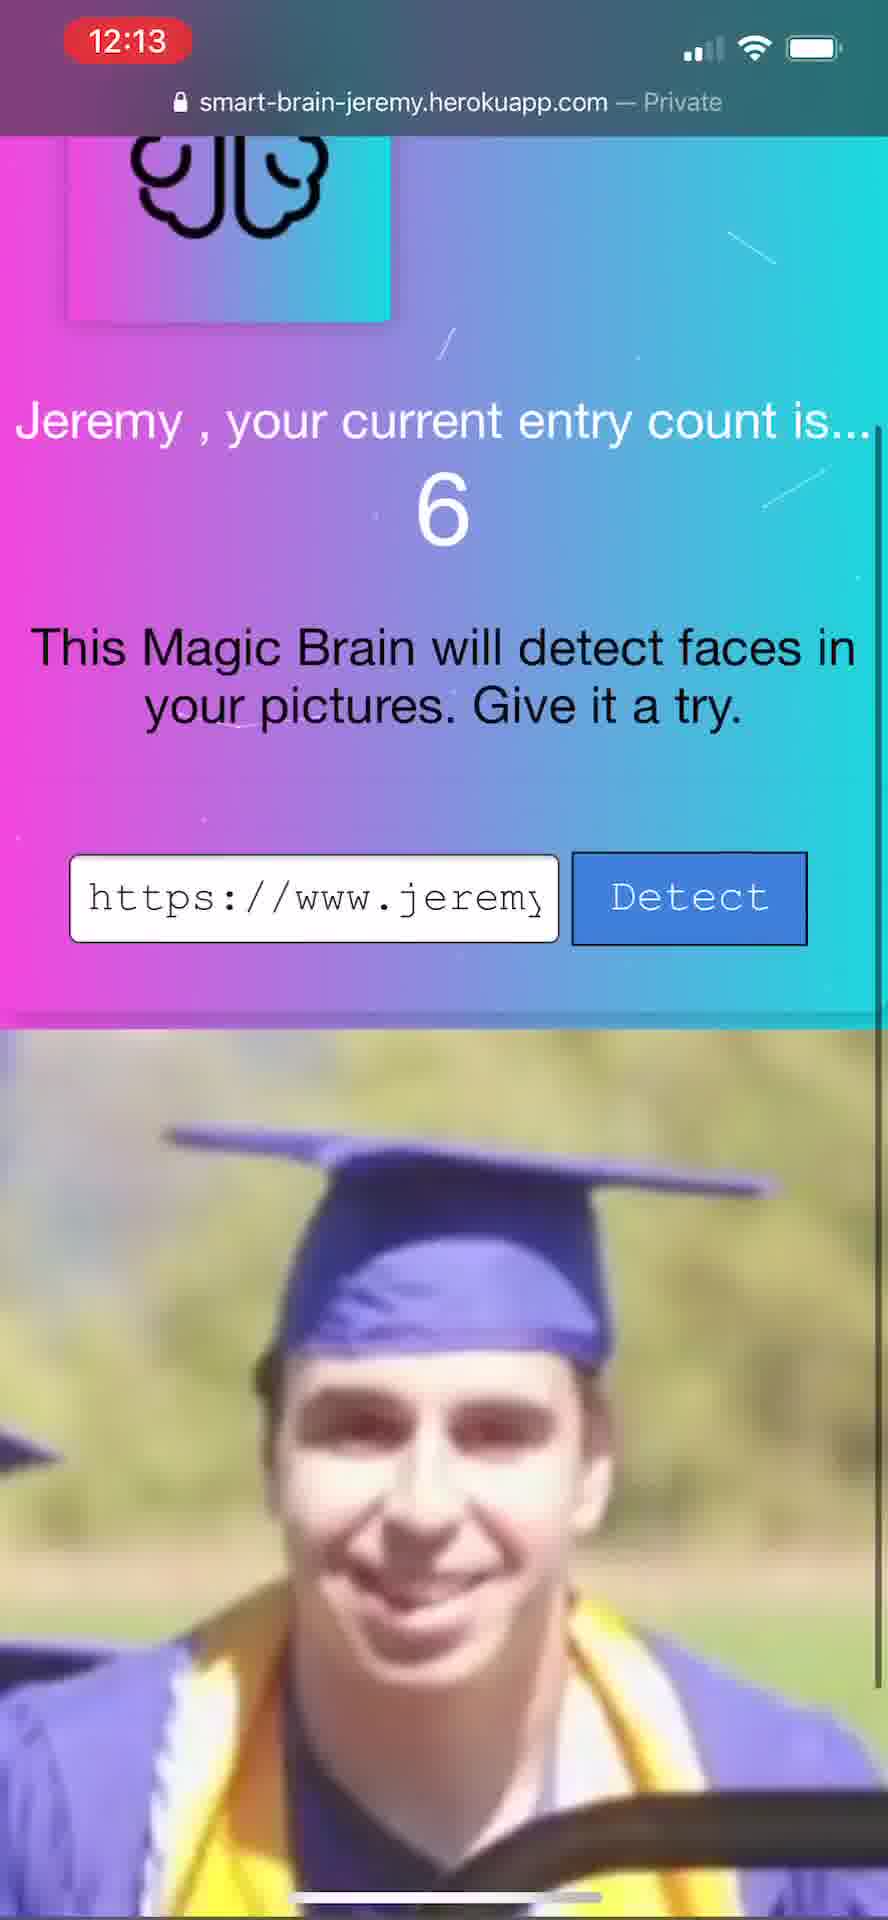 12:13
smart-brain-jeremy.herokuapp.com — Private
Jeremy , your current entry count is...
6
This Magic Brain will detect faces in
your pictures. Give it a try.
https://www.jeremy
Detect